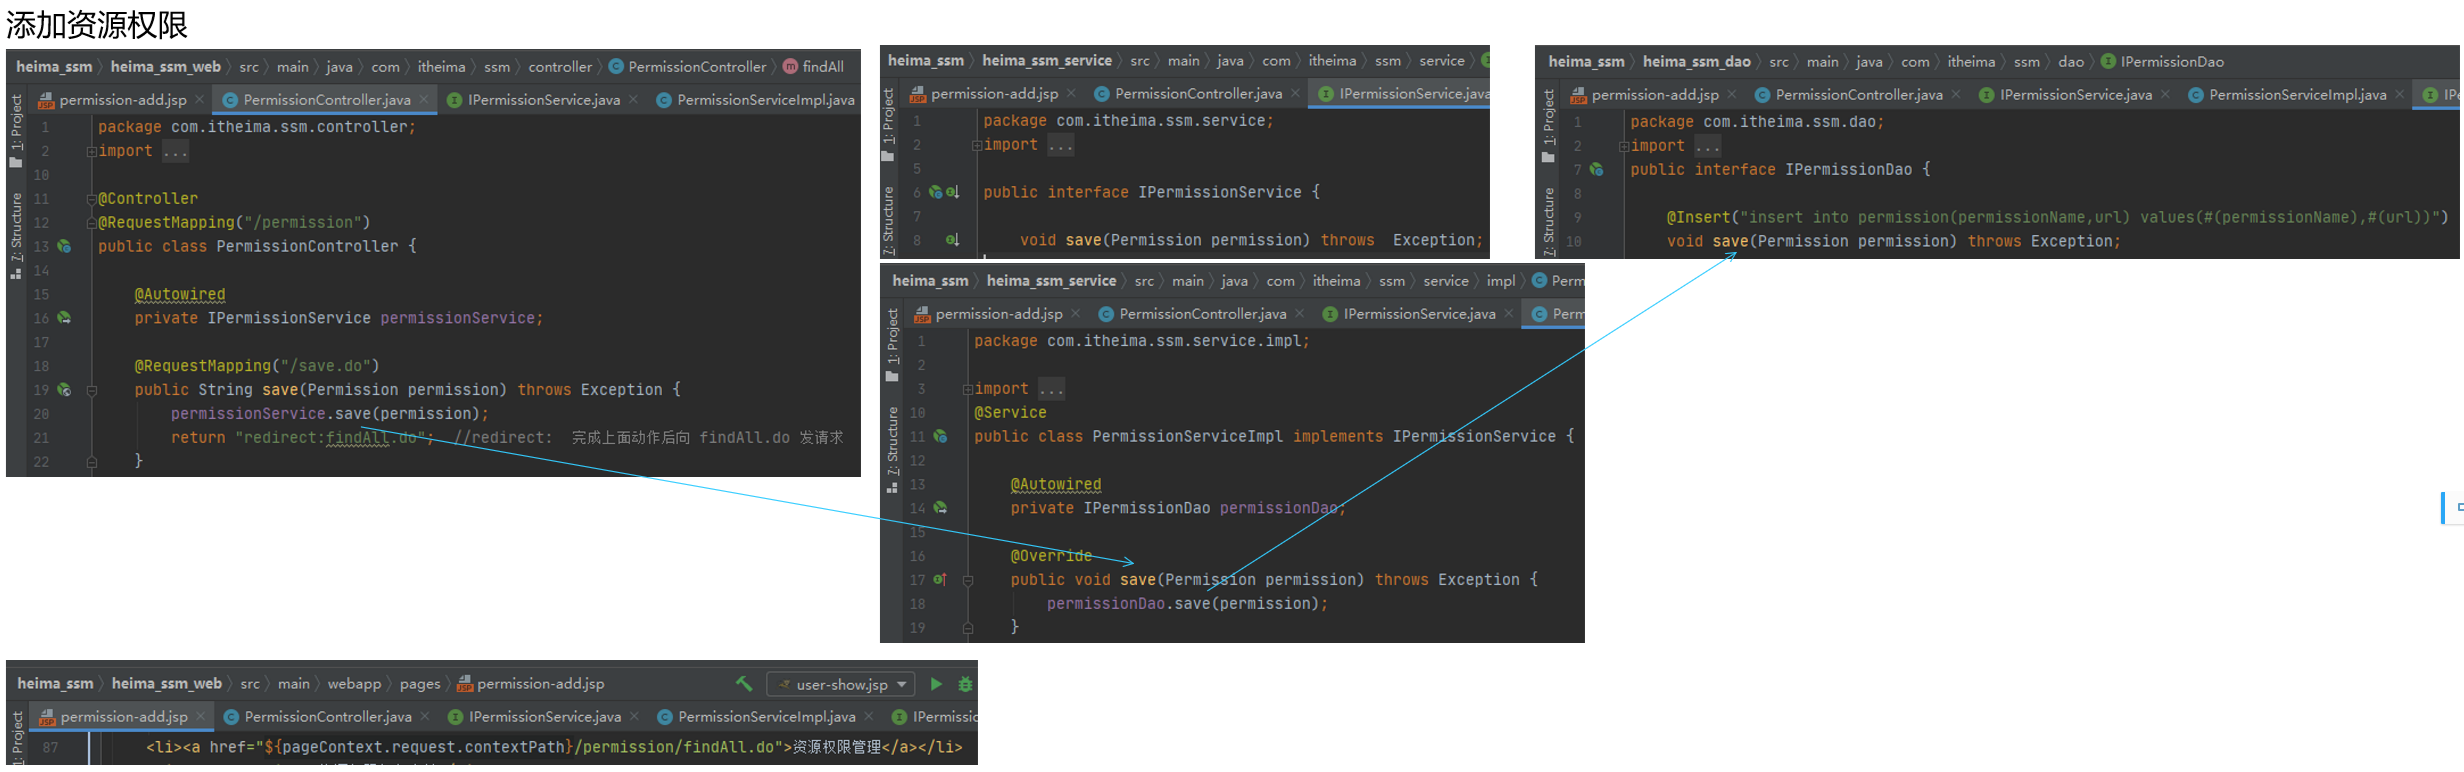 添加资源权限
heima_ssm 〉 heima_ssm_web 〉 src 〉 main 〉 java 〉 com 〉 itheima 〉 ssm 〉 controller 〉 PermissionController 〉 findAll
permission-add.jsp × PermissionController.java × IPermissionService.java × PermissionServiceImpl.java
1: Project
7: Structure
1 package com.itheima.ssm.controller;
2 import ...
10
11 @Controller
12 @RequestMapping("/permission")
13 public class PermissionController {
14
15 @Autowired
16 private IPermissionService permissionService;
17
18 @RequestMapping("/save.do")
19 public String save(Permission permission) throws Exception {
20 permissionService.save(permission);
21 return "redirect:findAll.do"; //redirect: 完成上面动作后向 findAll.do 发请求
22 }
heima_ssm 〉 heima_ssm_service 〉 src 〉 main 〉 java 〉 com 〉 itheima 〉 ssm 〉 service 〉
permission-add.jsp × PermissionController.java × IPermissionService.java
1: Project
7: Structure
1 package com.itheima.ssm.service;
2 import ...
5
6 public interface IPermissionService {
7
8 void save(Permission permission) throws Exception;
heima_ssm 〉 heima_ssm_dao 〉 src 〉 main 〉 java 〉 com 〉 itheima 〉 ssm 〉 dao 〉 IPermissionDao
permission-add.jsp × PermissionController.java × IPermissionService.java × PermissionServiceImpl.java × IPe
1: Project
7: Structure
1 package com.itheima.ssm.dao;
2 import ...
7 public interface IPermissionDao {
8
9 @Insert("insert into permission(permissionName,url) values(#(permissionName),#(url))")
10 void save(Permission permission) throws Exception;
heima_ssm 〉 heima_ssm_service 〉 src 〉 main 〉 java 〉 com 〉 itheima 〉 ssm 〉 service 〉 impl 〉 Perm
permission-add.jsp × PermissionController.java × IPermissionService.java × Perm
1: Project
7: Structure
1 package com.itheima.ssm.service.impl;
2
3 import ...
10 @Service
11 public class PermissionServiceImpl implements IPermissionService {
12
13 @Autowired
14 private IPermissionDao permissionDao;
15
16 @Override
17 public void save(Permission permission) throws Exception {
18 permissionDao.save(permission);
19 }
heima_ssm 〉 heima_ssm_web 〉 src 〉 main 〉 webapp 〉 pages 〉 permission-add.jsp
user-show.jsp
permission-add.jsp × PermissionController.java × IPermissionService.java × PermissionServiceImpl.java × IPermissio
1: Project
87 <li><a href="${pageContext.request.contextPath}/permission/findAll.do">资源权限管理</a></li>